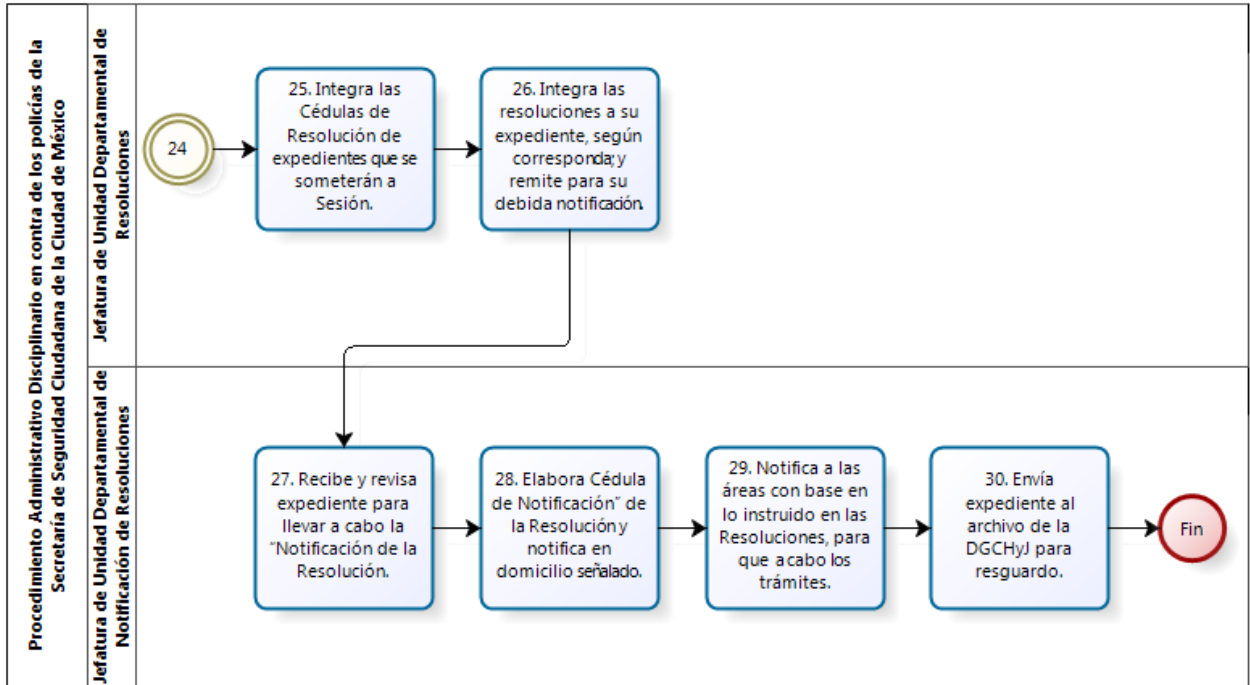 Procedimiento Administrativo Disciplinario en contra de los policías de la
Secretaría de Seguridad Ciudadana de la Ciudad de México
Jefatura de Unidad Departamental de
Resoluciones
24
25. Integra las
Cédulas de
Resolución de
expedientes que se
someterán a
Sesión.
26. Integra las
resoluciones a su
expediente, según
corresponda; y
remite para su
debida notificación.
Jefatura de Unidad Departamental de
Notificación de Resoluciones
27. Recibe y revisa
expediente para
llevar a cabo la
"Notificación de la
Resolución.
28. Elabora Cédula
de Notificación" de
la Resolución y
notifica en
domicilio señalado.
29. Notifica a las
áreas con base en
lo instruido en las
Resoluciones, para
que a cabo los
trámites.
30. Envía
expediente al
archivo de la
DGCHyJ para
resguardo.
Fin